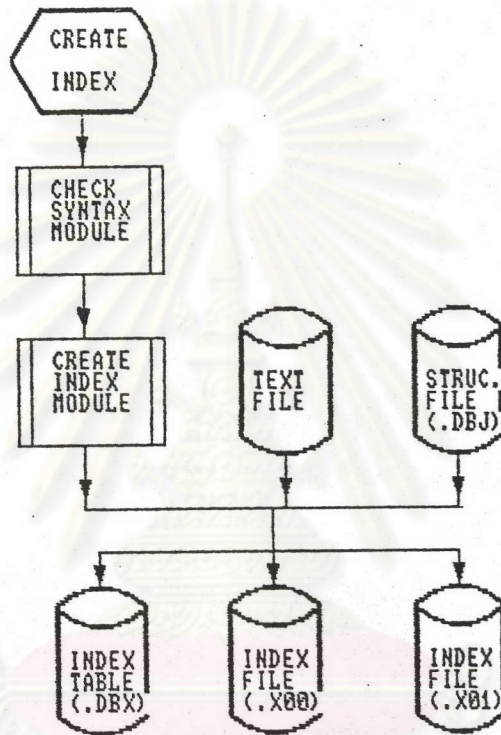 CREATE
INDEX
CHECK
SYNTAX
MODULE
CREATE
INDEX
MODULE
TEXT
FILE
STRUC.
FILE
(.DBJ)
INDEX
TABLE
(.DBX)
INDEX
FILE
(.X00)
INDEX
FILE
(.X01)